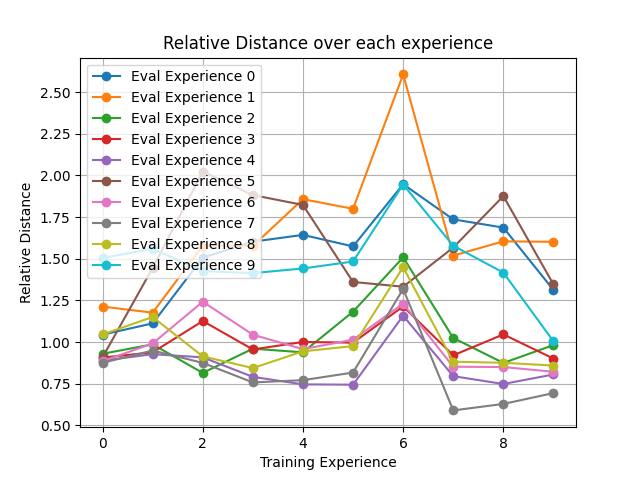 Relative Distance over each experience
Eval Experience 0
Eval Experience 1
Eval Experience 2
Eval Experience 3
Eval Experience 4
Eval Experience 5
Eval Experience 6
Eval Experience 7
Eval Experience 8
Eval Experience 9
Relative Distance
2.50
2.25
2.00
1.75
1.50
1.25
1.00
0.75
0.50
0 2 4 6 8
Training Experience